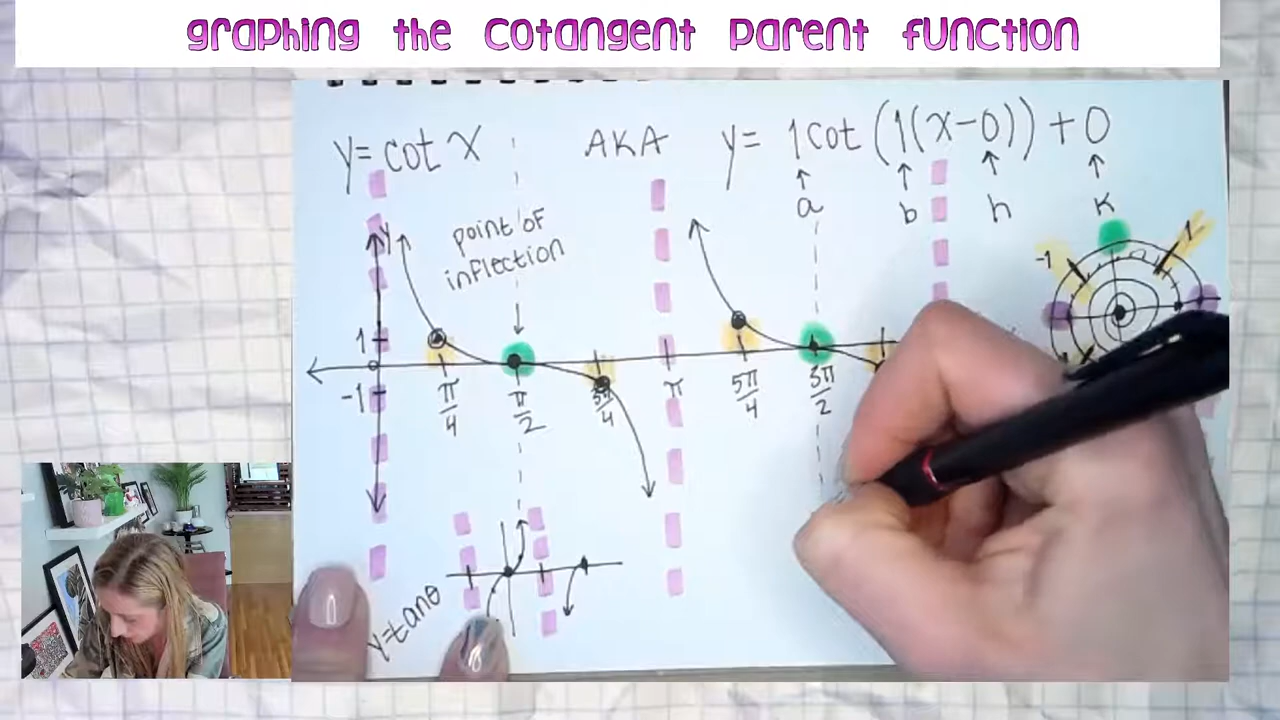 graphing the cotangent parent function
y= cot x
AKA
y= 1cot (1(x-0)) + 0
a
b
h
K
y
point of
inflection
1
-1
π/4
π/2
3π/4
π
5π/4
3π/2
-1
1
y=tanθ